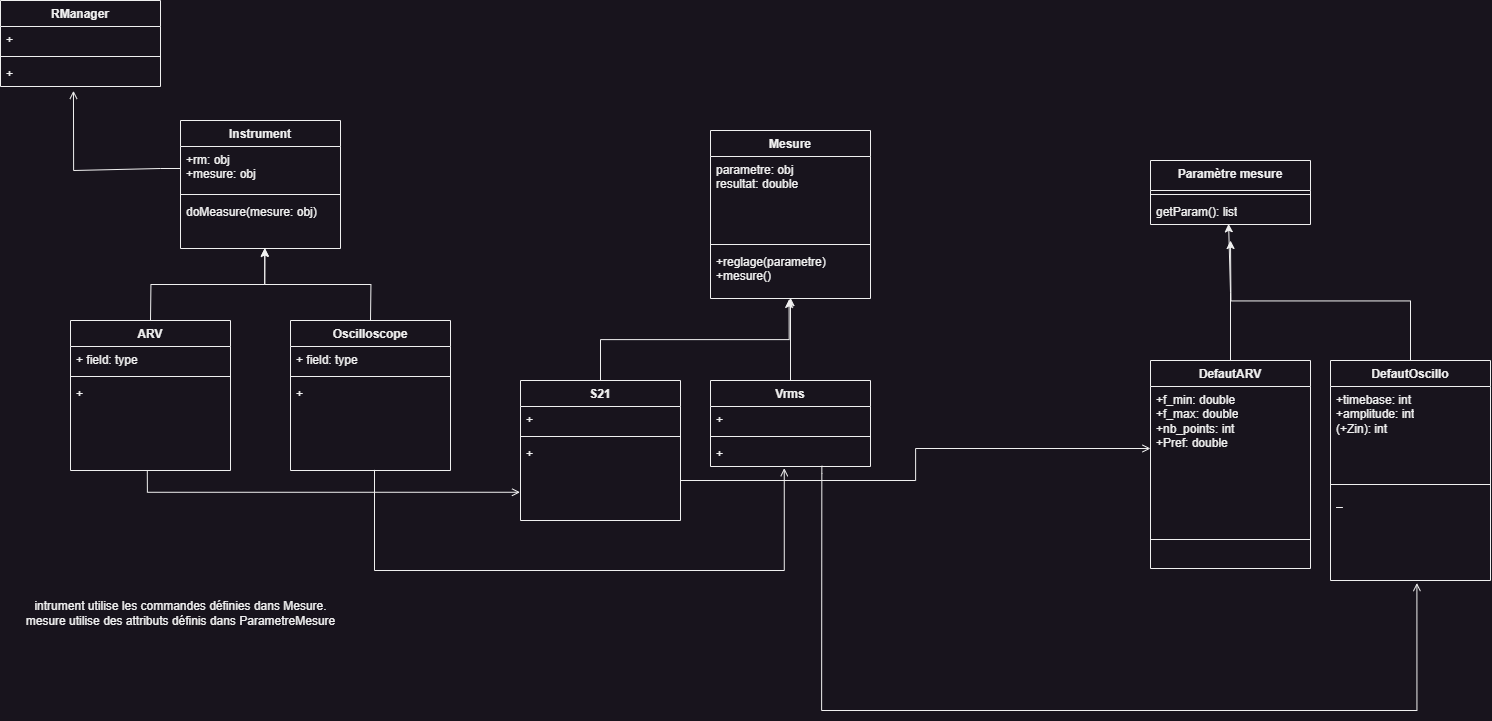 RManager
+
+
Instrument
+rm: obj
+mesure: obj
doMeasure(mesure: obj)
Mesure
parametre: obj
resultat: double
+reglage(parametre)
+mesure()
Paramètre mesure
getParam(): list
ARV
+ field: type
+
Oscilloscope
+ field: type
+
S21
+
+
Vrms
+
+
DefautARV
+f_min: double
+f_max: double
+nb_points: int
+Pref: double
DefautOscillo
+timebase: int
+amplitude: int
(+Zin): int
_
intrument utilise les commandes définies dans Mesure.
mesure utilise des attributs définis dans ParametreMesure